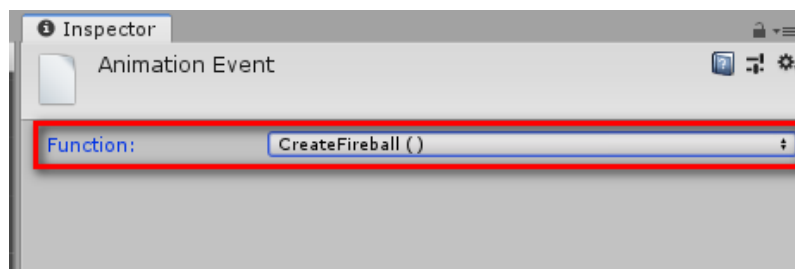 Inspector
Animation Event
Function: CreateFireball ( )